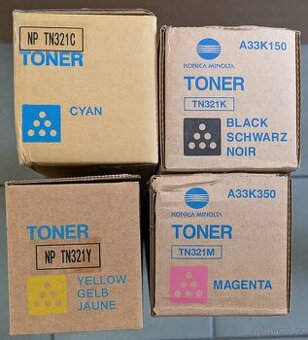 NP TN321C
TONER
CYAN
A33K150
KONICA MINOLTA
TONER
TN321K
BLACK
SCHWARZ
NOIR
TONER
NP TN321Y
YELLOW
GELB
JAUNE
A33K350
KONICA MINOLTA
TONER
TN321M
MAGENTA